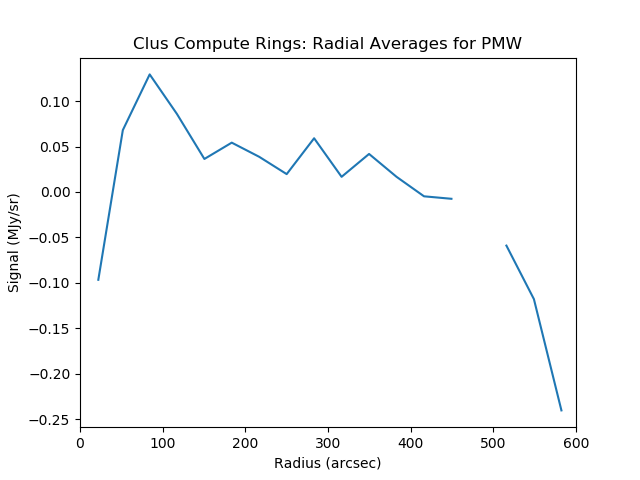 Clus Compute Rings: Radial Averages for PMW
0.10
0.05
0.00
−0.05
−0.10
−0.15
−0.20
−0.25
Signal (MJy/sr)
0 100 200 300 400 500 600
Radius (arcsec)